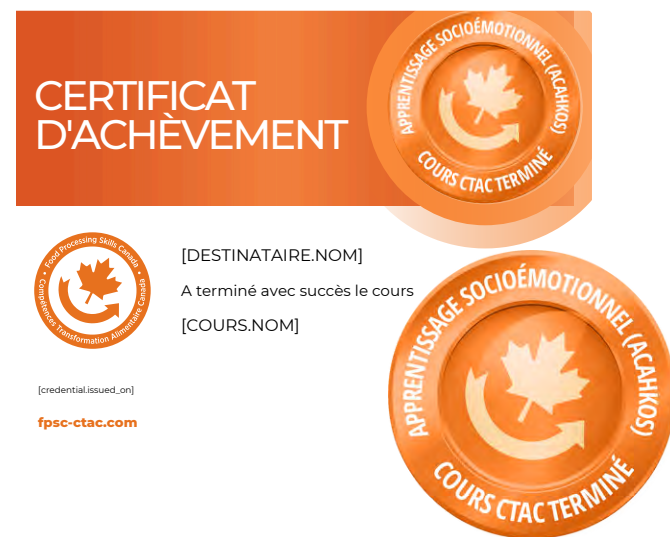 CERTIFICAT
D'ACHÈVEMENT
APPRENTISSAGE SOCIOÉMOTIONNEL (ACAHKOS)
COURS CTAC TERMINÉ
Food Processing Skills Canada
Compétences Transformation Alimentaire Canada
[DESTINATAIRE.NOM]
A terminé avec succès le cours
[COURS.NOM]
APPRENTISSAGE SOCIOÉMOTIONNEL (ACAHKOS)
COURS CTAC TERMINÉ
[credential.issued_on]
fpsc-ctac.com